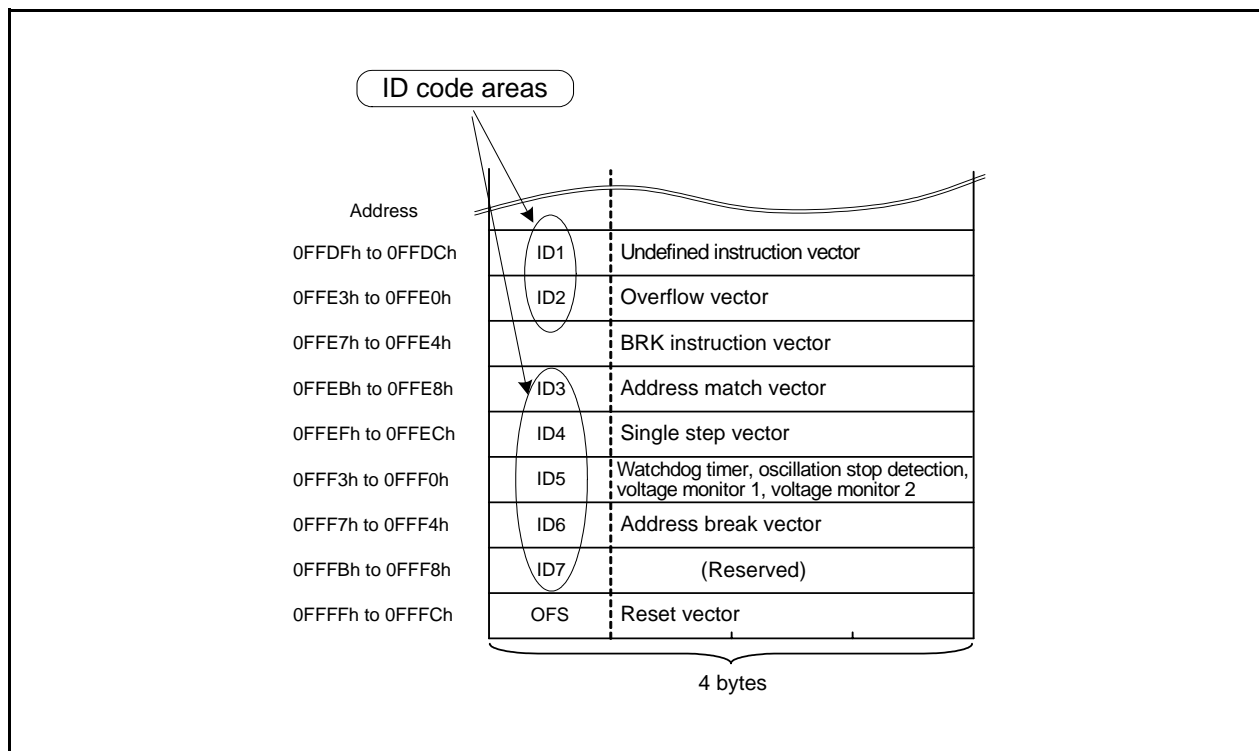 ID code areas
Address
0FFDFh to 0FFDCh ID1 Undefined instruction vector
0FFE3h to 0FFE0h ID2 Overflow vector
0FFE7h to 0FFE4h BRK instruction vector
0FFEBh to 0FFE8h ID3 Address match vector
0FFEFh to 0FFECh ID4 Single step vector
0FFF3h to 0FFF0h ID5 Watchdog timer, oscillation stop detection,
voltage monitor 1, voltage monitor 2
0FFF7h to 0FFF4h ID6 Address break vector
0FFFBh to 0FFF8h ID7 (Reserved)
0FFFFh to 0FFFCh OFS Reset vector
4 bytes